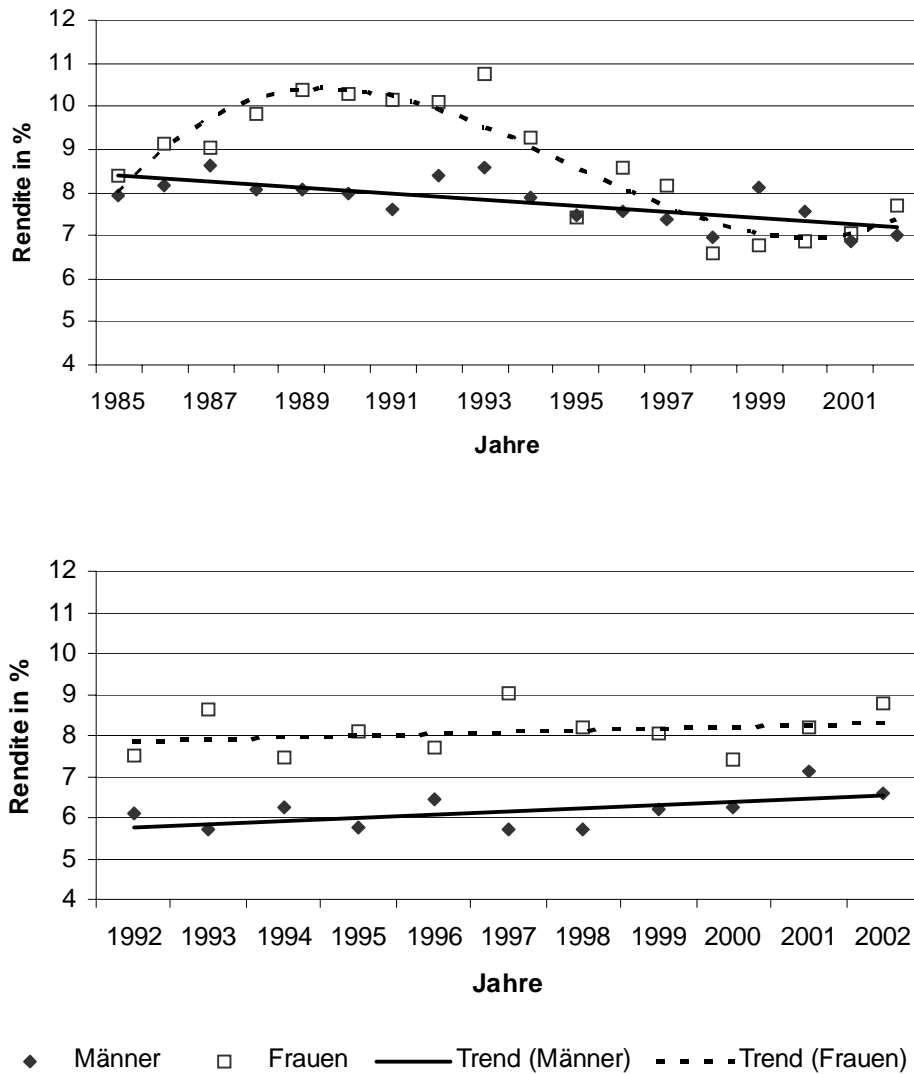 12
11
10
9
8
7
6
5
4
Rendite in %
1985 1987 1989 1991 1993 1995 1997 1999 2001
Jahre
12
11
10
9
8
7
6
5
4
Rendite in %
1992 1993 1994 1995 1996 1997 1998 1999 2000 2001 2002
Jahre
Männer Frauen Trend (Männer) Trend (Frauen)